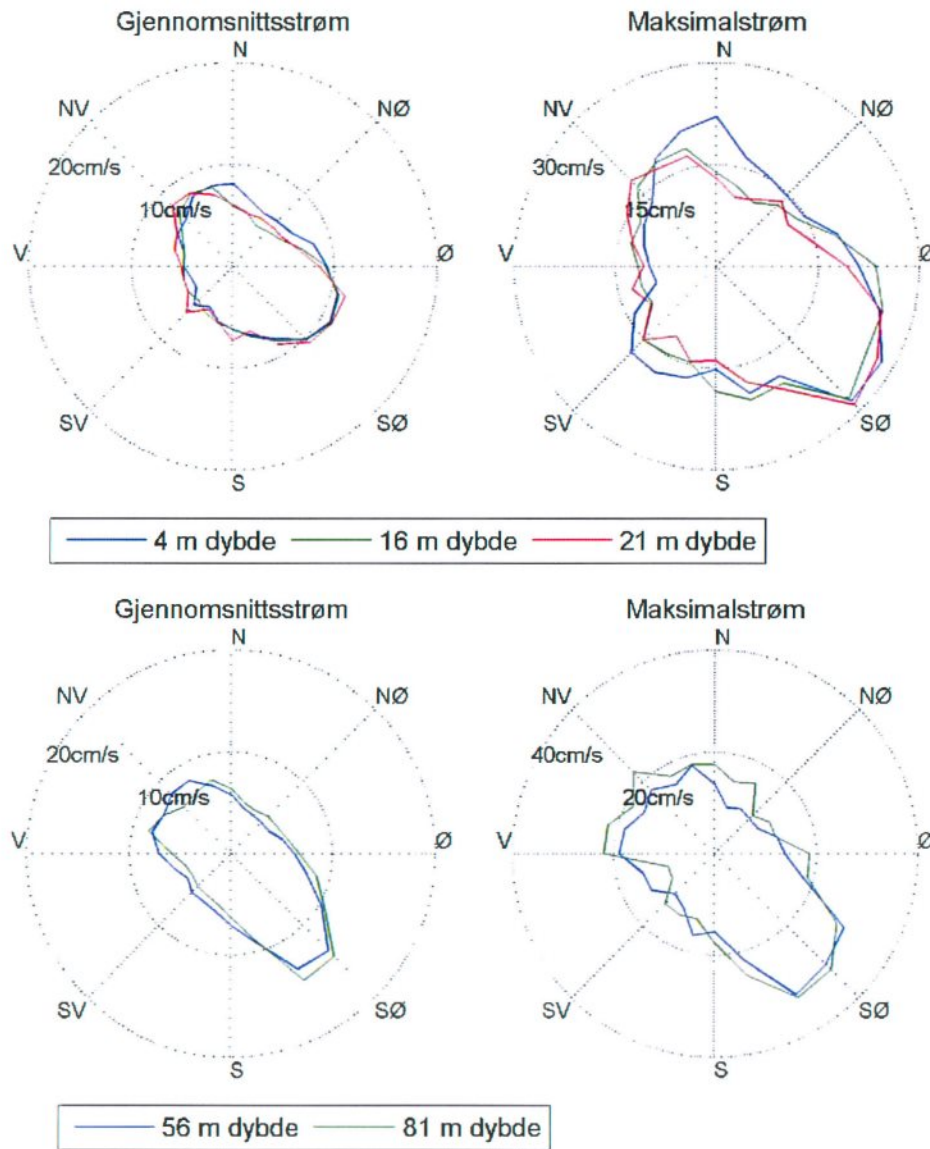 Gjennomsnittsstrøm
N
NV
NØ
20cm/s
10cm/s
V
Ø
SV
SØ
S
Maksimalstrøm
N
NV
NØ
30cm/s
15cm/s
Ø
SV
SØ
S
4 m dybde 16 m dybde 21 m dybde
Gjennomsnittsstrøm
N
NV
NØ
20cm/s
10cm/s
V
Ø
SV
SØ
S
Maksimalstrøm
N
NV
NØ
40cm/s
20cm/s
V
Ø
SV
SØ
S
56 m dybde 81 m dybde